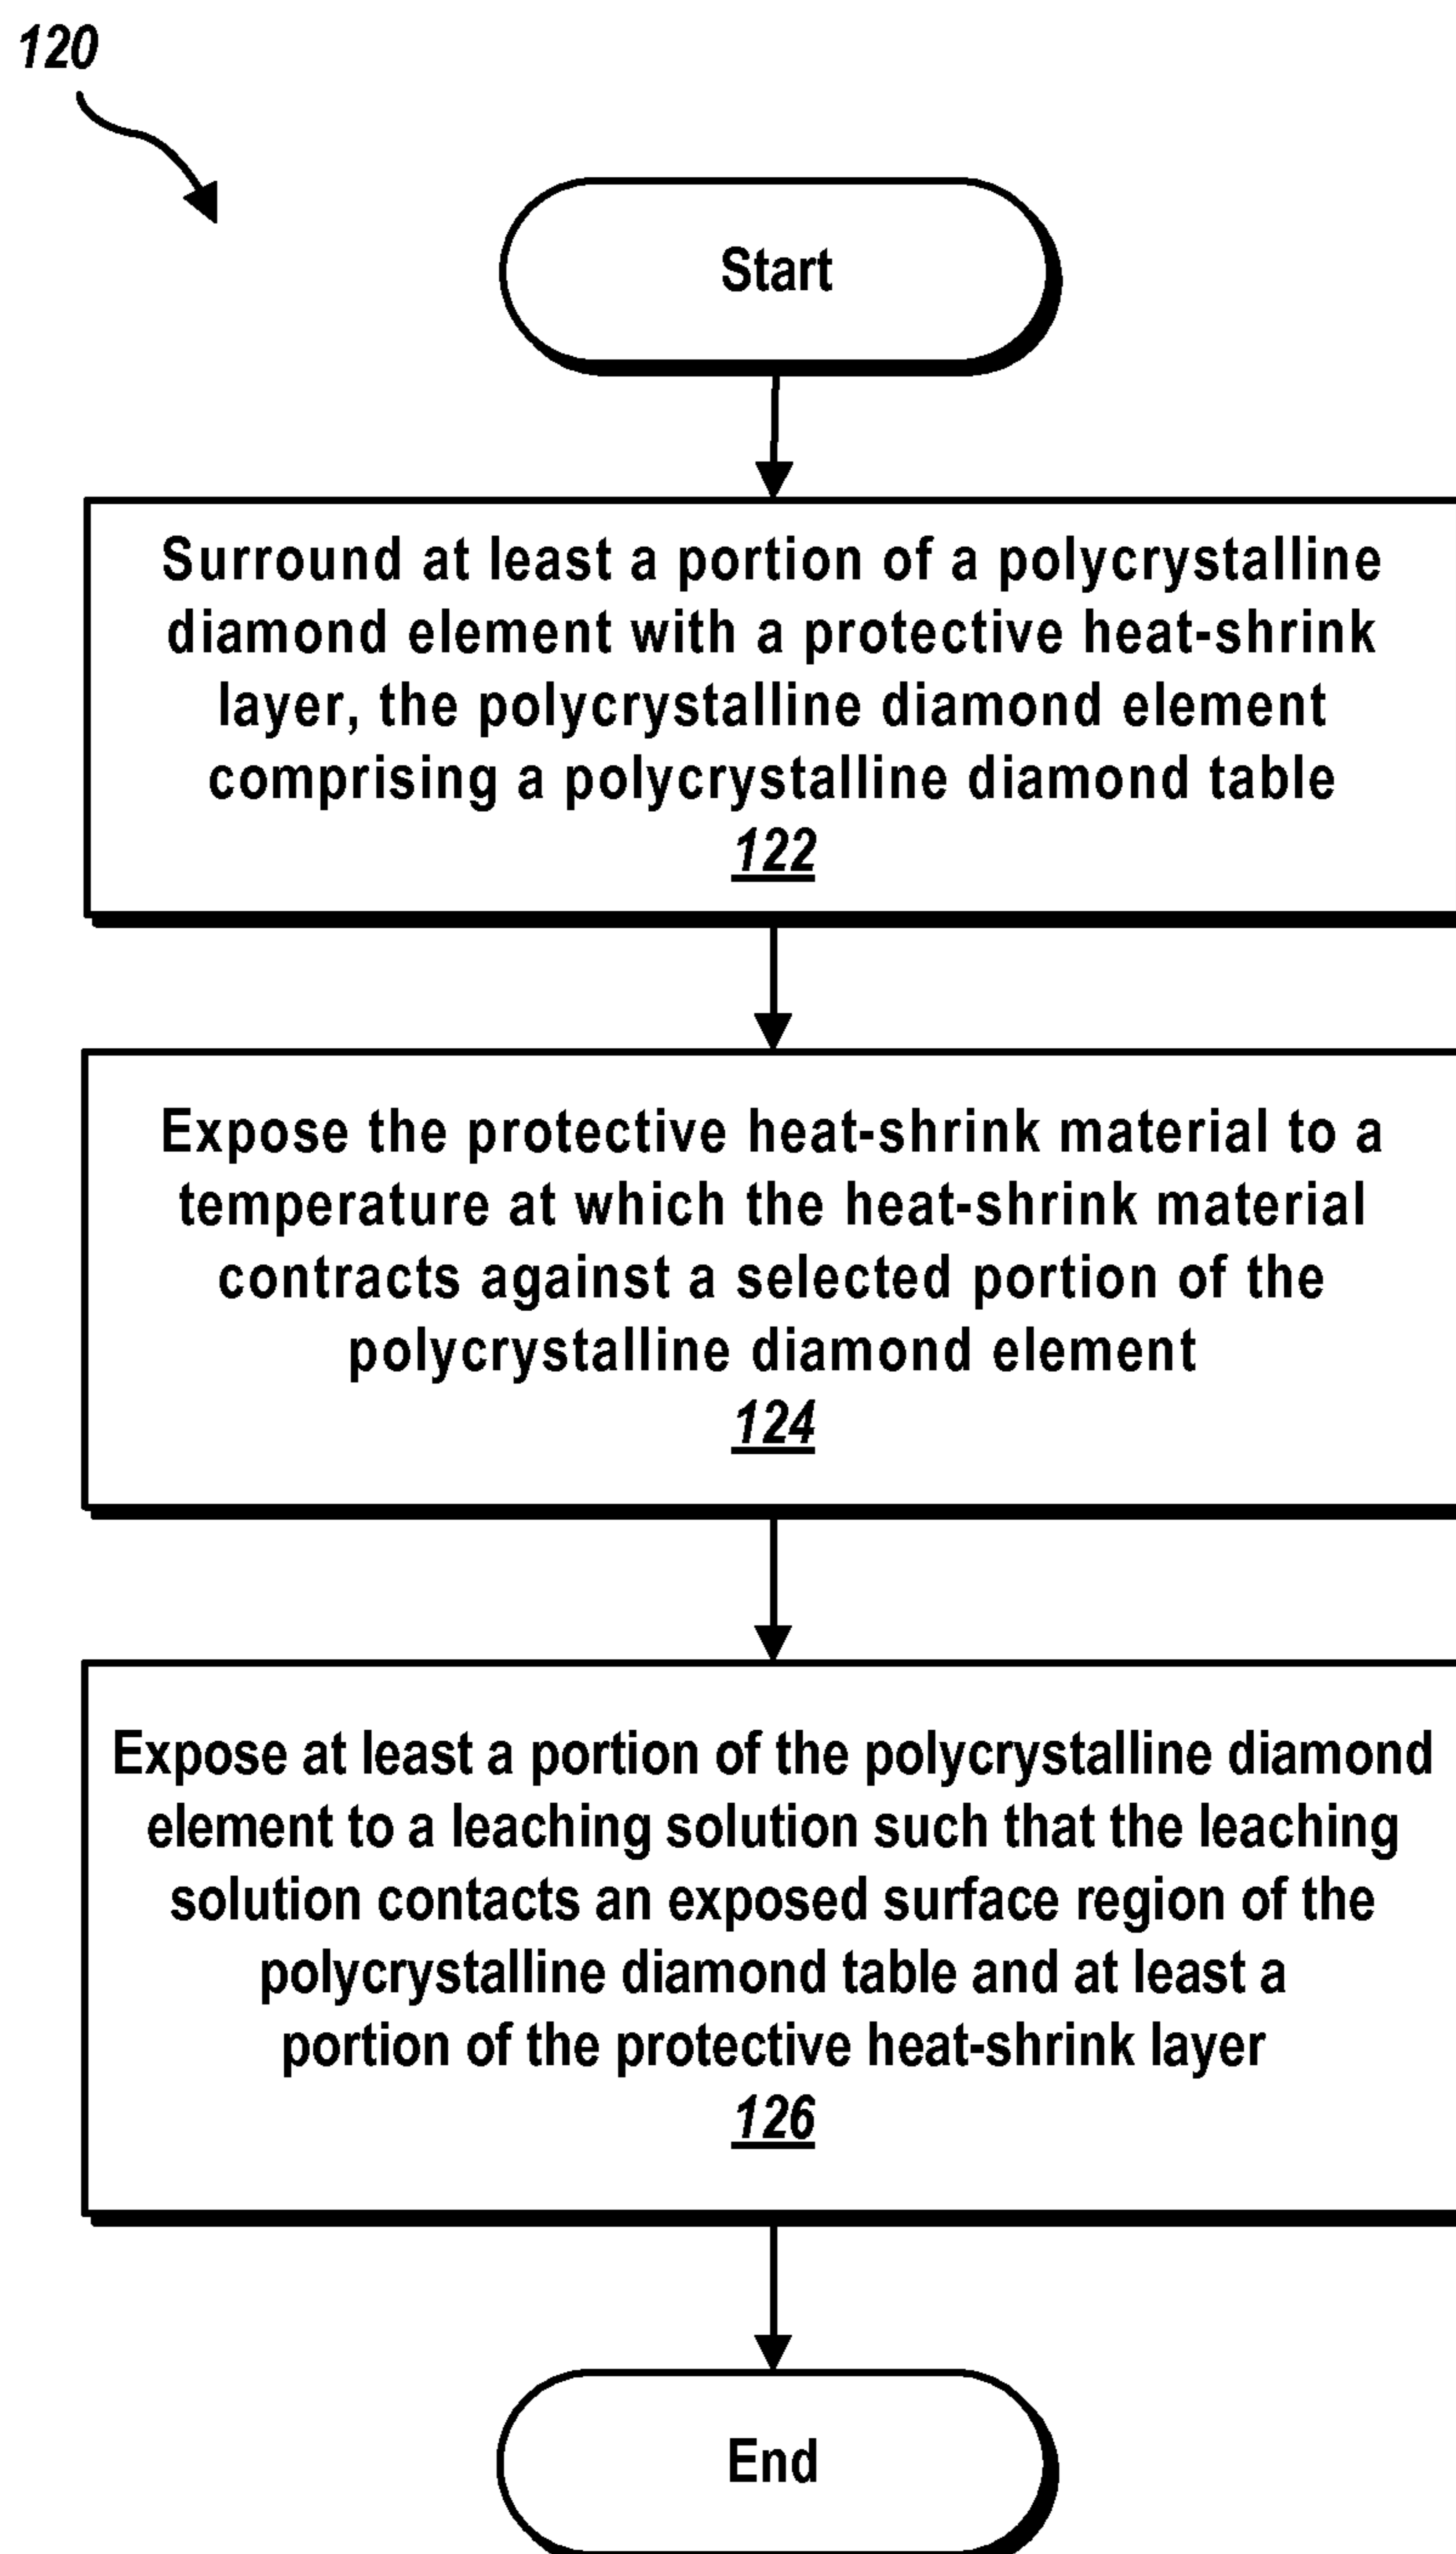 120
Start
Surround at least a portion of a polycrystalline
diamond element with a protective heat-shrink
layer, the polycrystalline diamond element
comprising a polycrystalline diamond table
122
Expose the protective heat-shrink material to a
temperature at which the heat-shrink material
contracts against a selected portion of the
polycrystalline diamond element
124
Expose at least a portion of the polycrystalline diamond
element to a leaching solution such that the leaching
solution contacts an exposed surface region of the
polycrystalline diamond table and at least a
portion of the protective heat-shrink layer
126
End